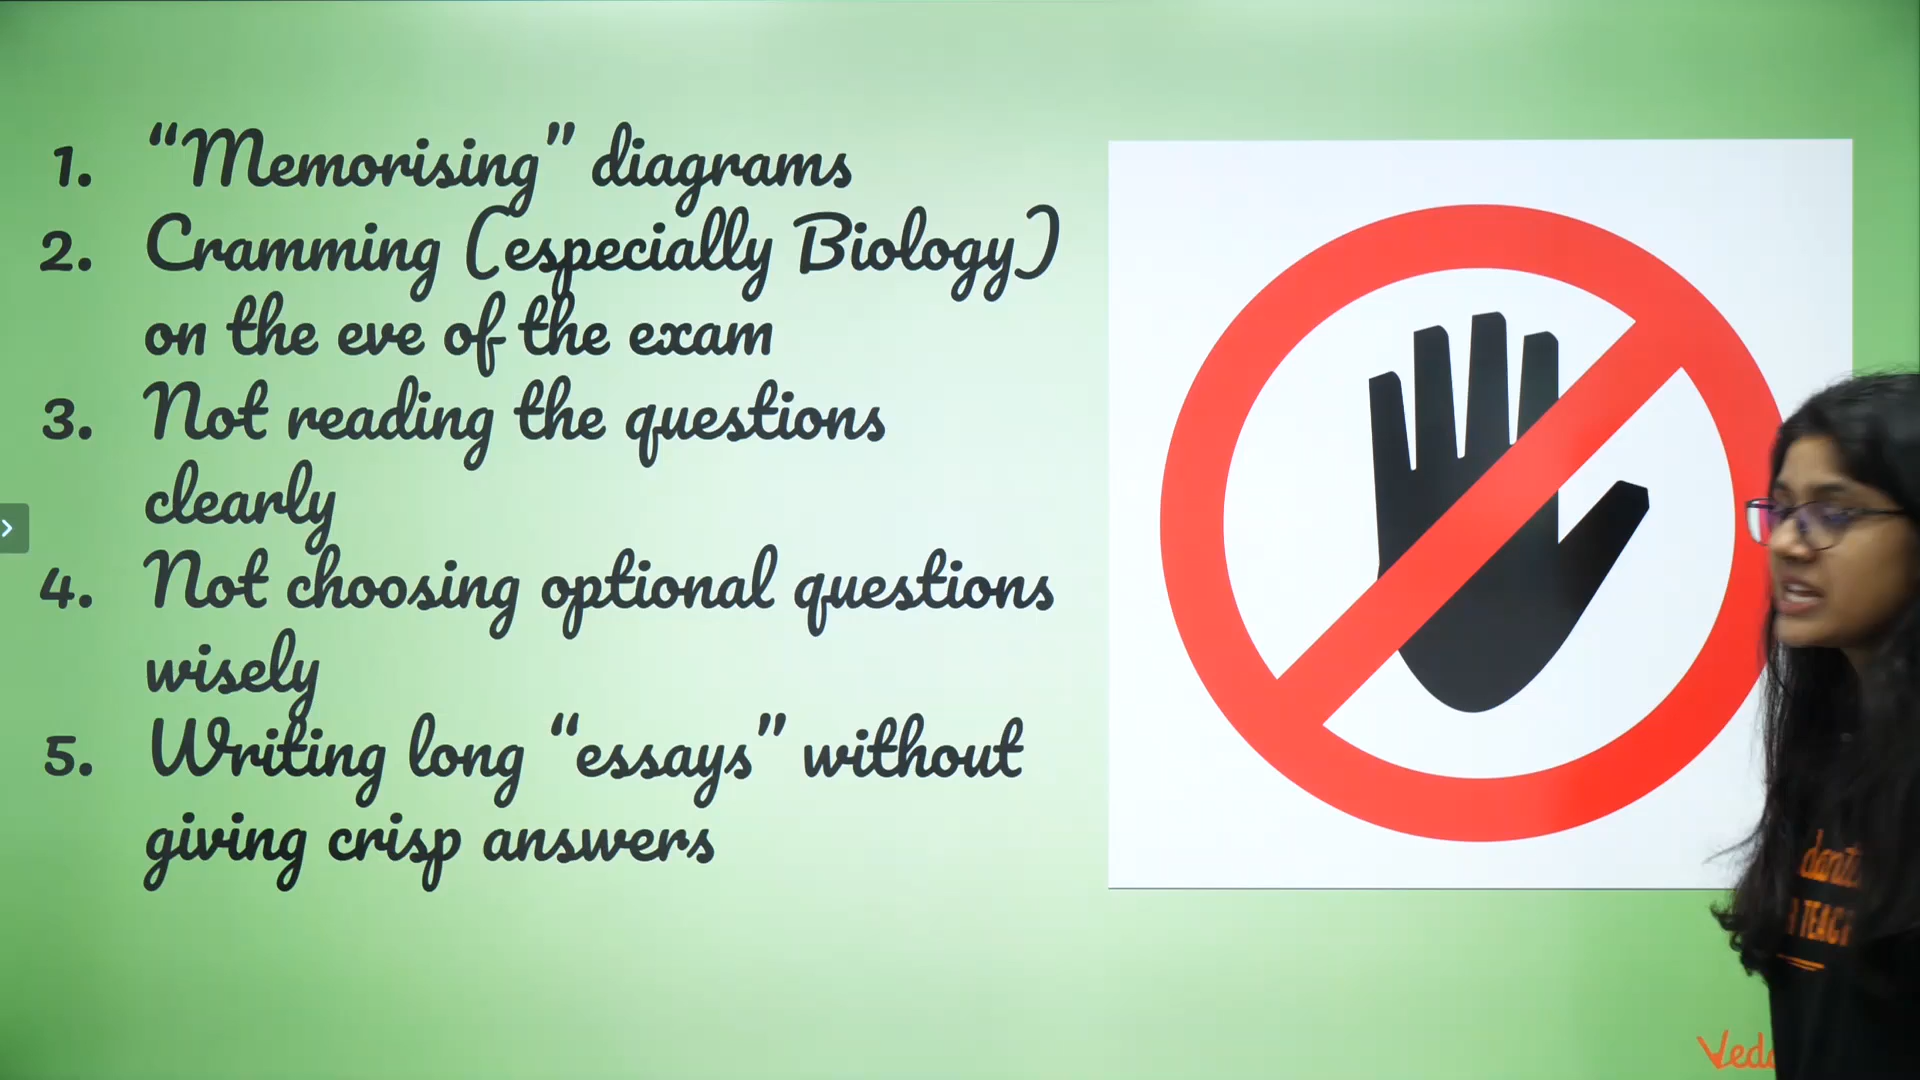 1. “Memorising” diagrams
2. Cramming (especially Biology)
on the eve of the exam
3. Not reading the questions
clearly
4. Not choosing optional questions
wisely
5. Writing long “essays” without
giving crisp answers